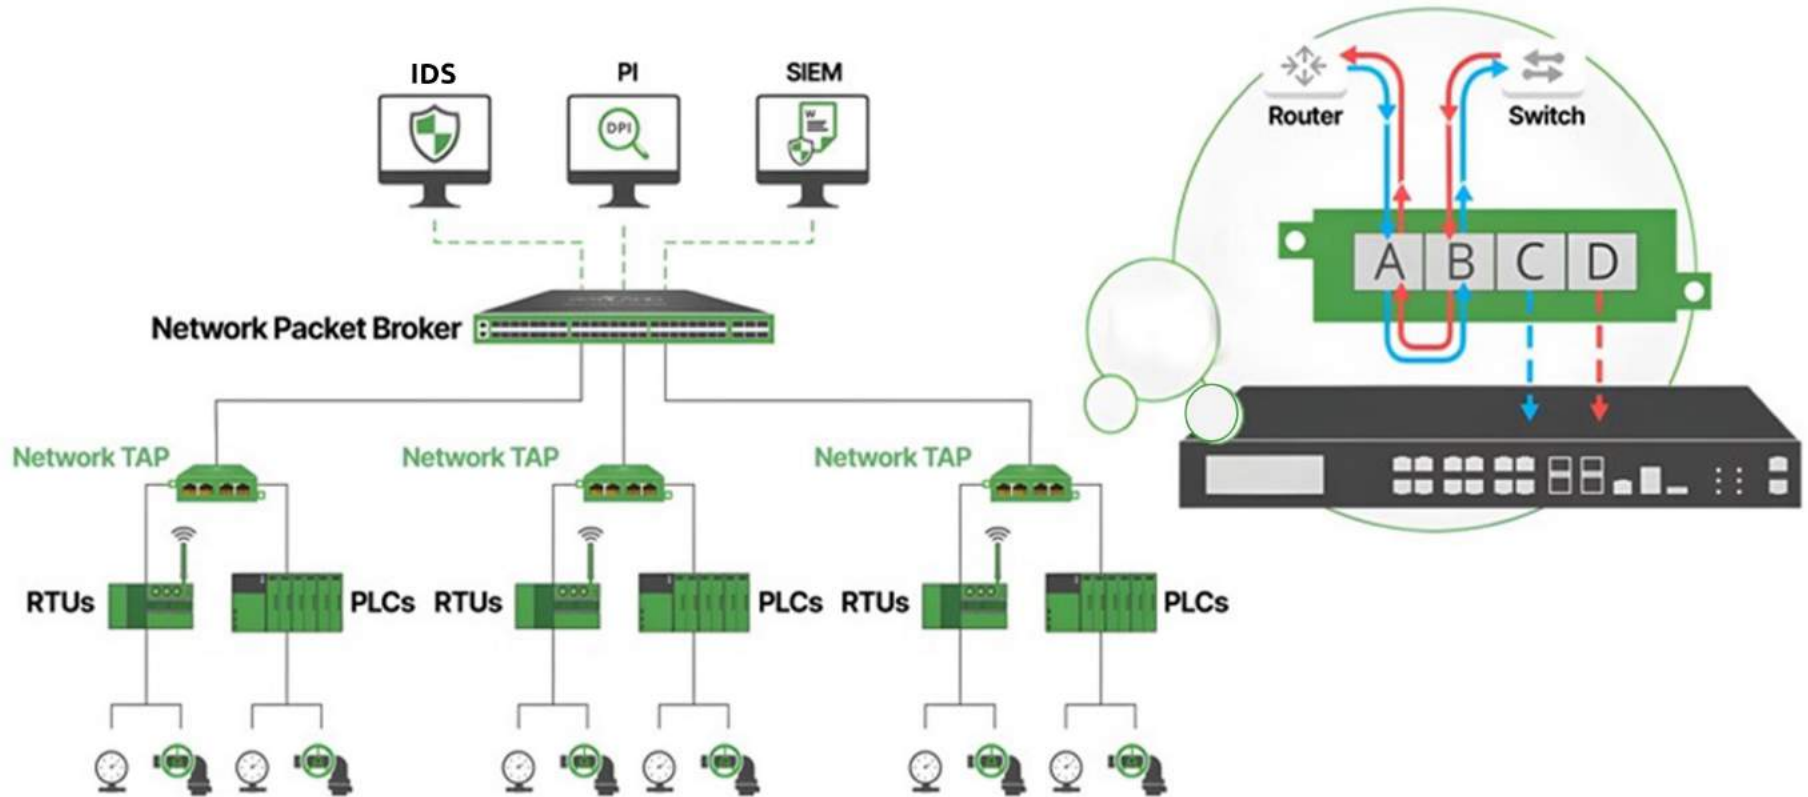 IDS
PI
SIEM
DPI
W
Network Packet Broker
Network TAP
Network TAP
Network TAP
RTUs
PLCs
RTUs
PLCs
RTUs
PLCs
Router
Switch
A
B
C
D